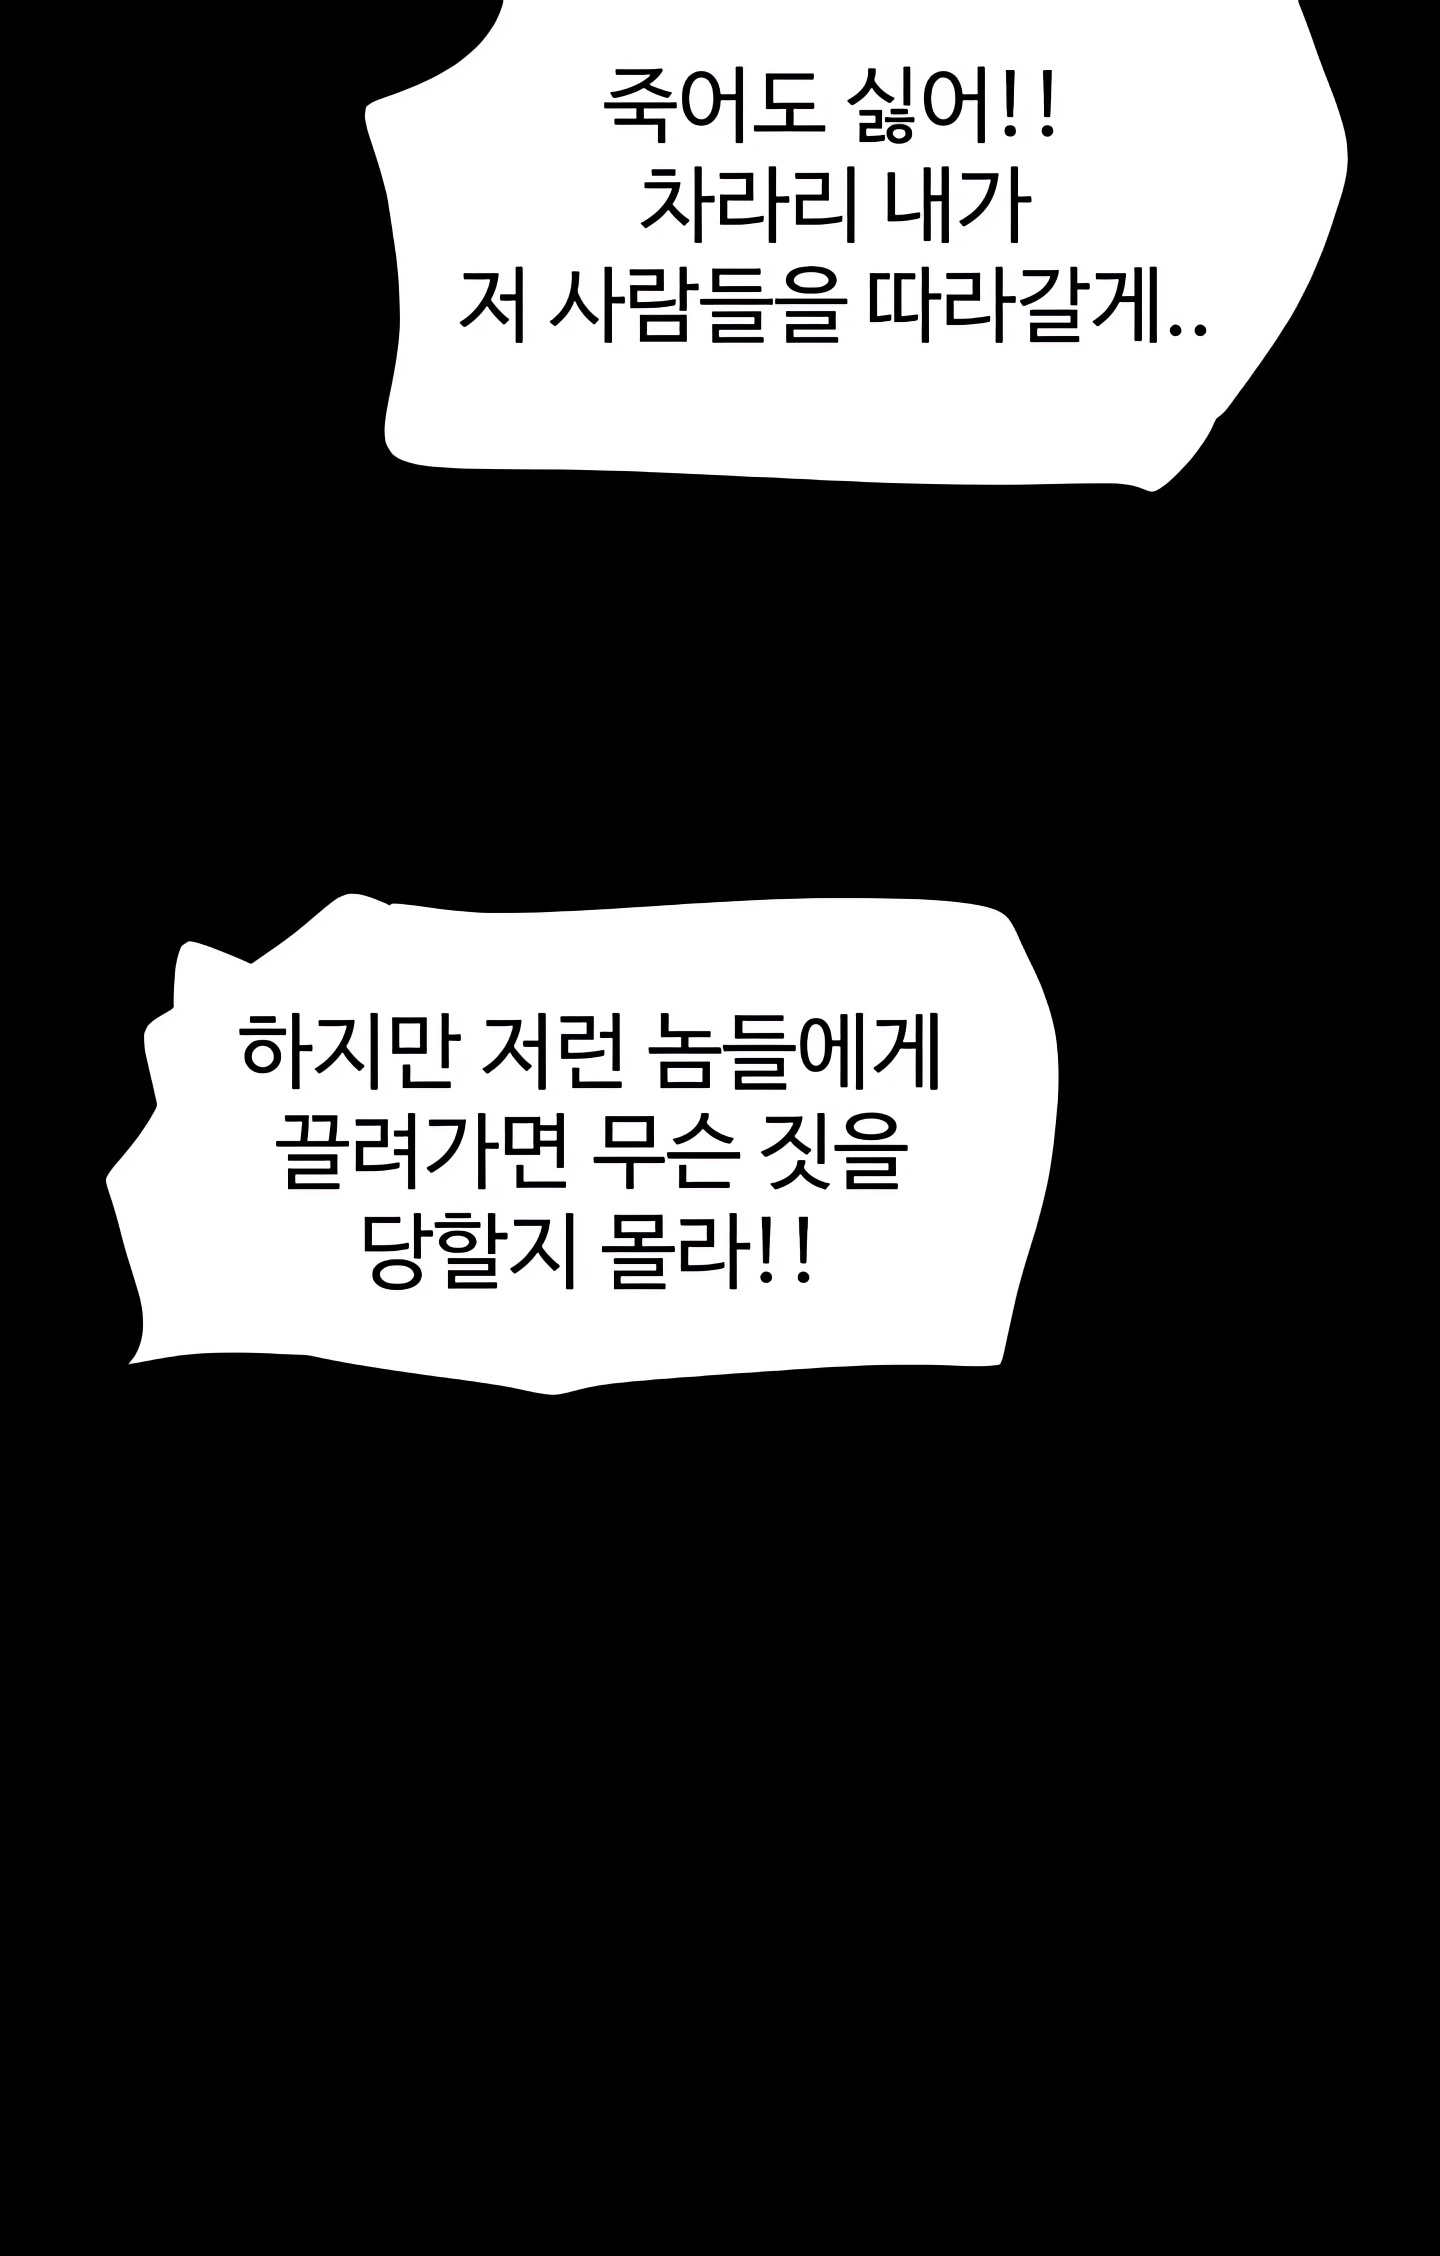 죽어도 싫어!!
차라리 내가
저 사람들을 따라갈게..
하지만 저런 놈들에게
끌려가면 무슨 짓을
당할지 몰라!!